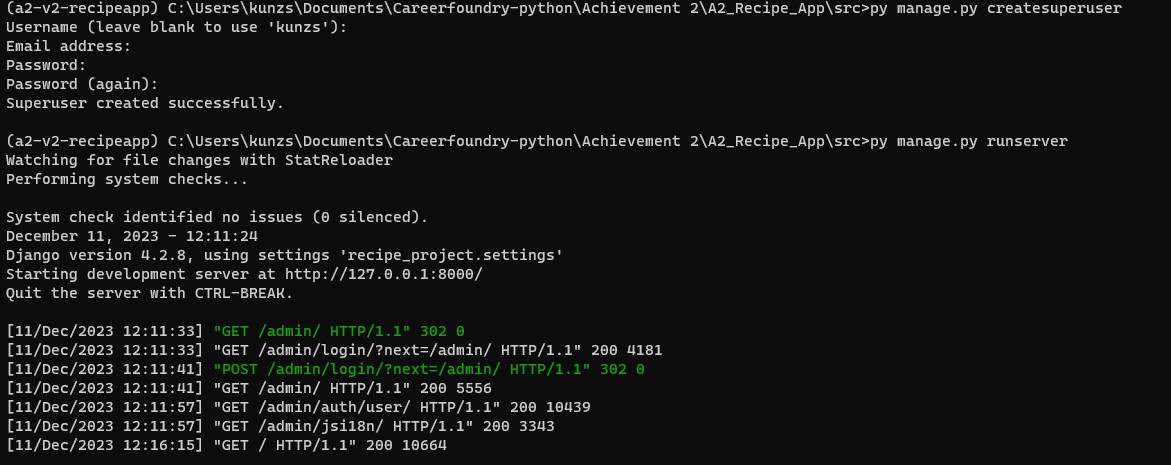 (a2-v2-recipeapp) C:\Users\kunzs\Documents\Careerfoundry-python\Achievement 2\A2_Recipe_App\src>py manage.py createsuperuser
Username (leave blank to use 'kunzs'):
Email address:
Password:
Password (again):
Superuser created successfully.
(a2-v2-recipeapp) C:\Users\kunzs\Documents\Careerfoundry-python\Achievement 2\A2_Recipe_App\src>py manage.py runserver
Watching for file changes with StatReloader
Performing system checks...
System check identified no issues (0 silenced).
December 11, 2023 - 12:11:24
Django version 4.2.8, using settings 'recipe_project.settings'
Starting development server at http://127.0.0.1:8000/
Quit the server with CTRL-BREAK.
[11/Dec/2023 12:11:33] "GET /admin/ HTTP/1.1" 302 0
[11/Dec/2023 12:11:33] "GET /admin/login/?next=/admin/ HTTP/1.1" 200 4181
[11/Dec/2023 12:11:41] "POST /admin/login/?next=/admin/ HTTP/1.1" 302 0
[11/Dec/2023 12:11:41] "GET /admin/ HTTP/1.1" 200 5556
[11/Dec/2023 12:11:57] "GET /admin/auth/user/ HTTP/1.1" 200 10439
[11/Dec/2023 12:11:57] "GET /admin/jsi18n/ HTTP/1.1" 200 3343
[11/Dec/2023 12:16:15] "GET / HTTP/1.1" 200 10664